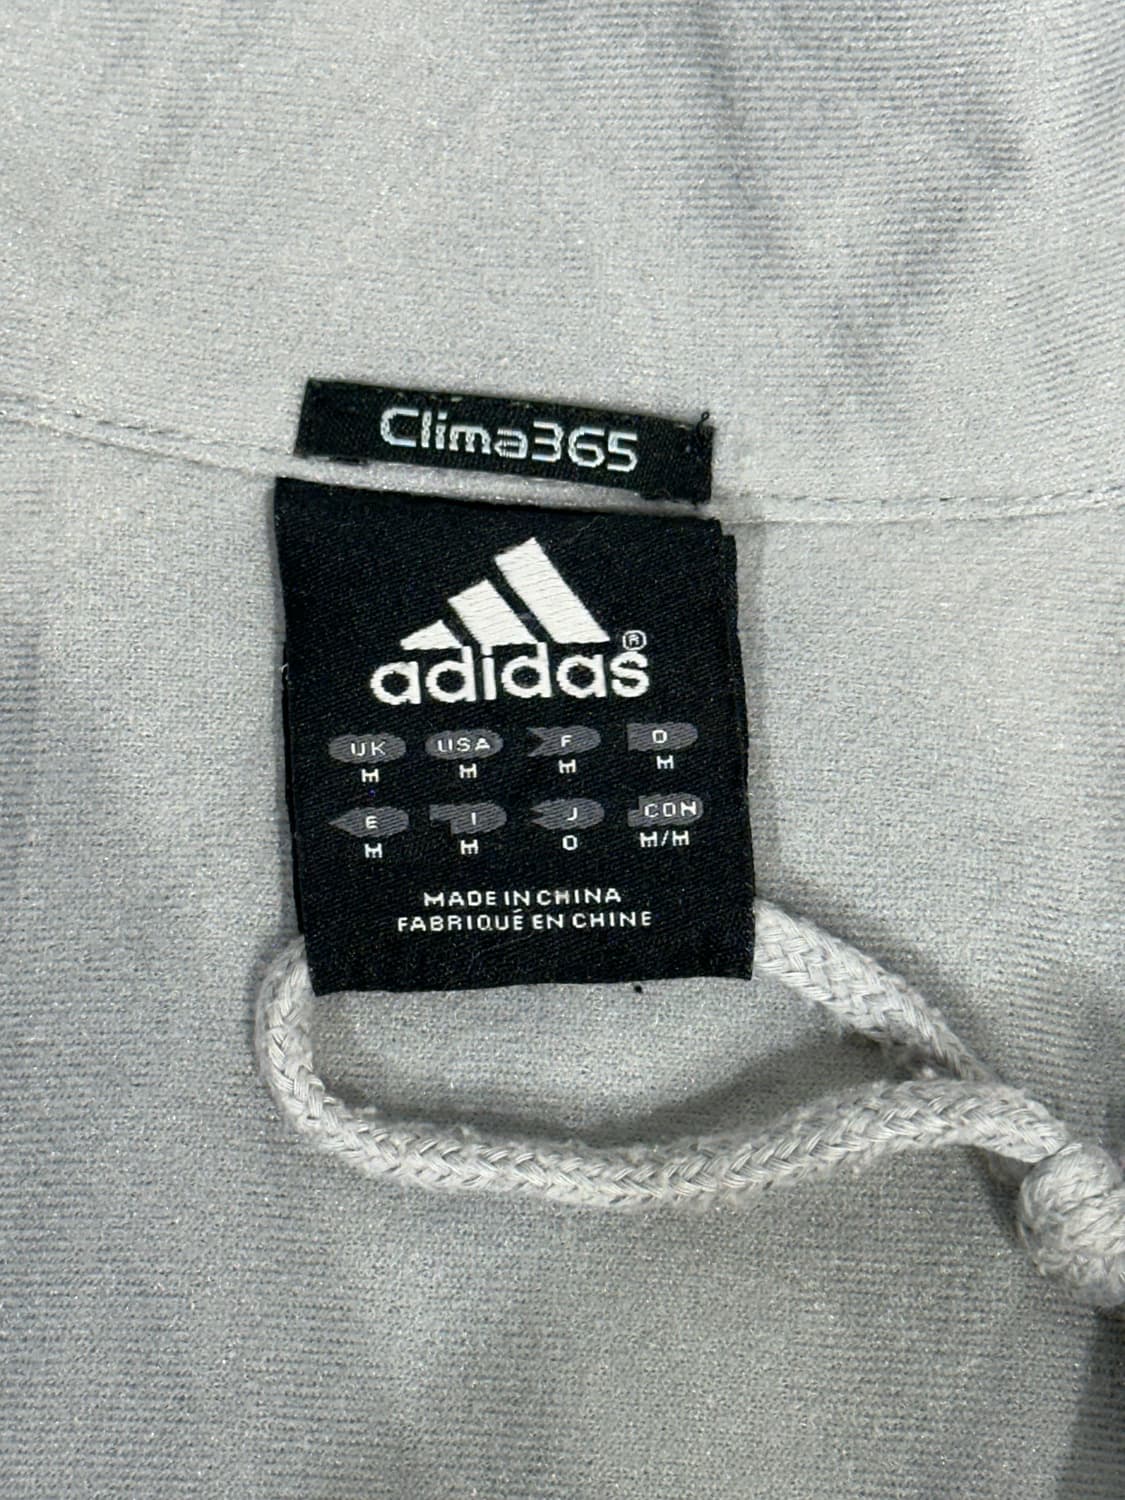 Clima365
adidas®
UK USA F D
M M M M
E I J CON
M M O M/M
MADE IN CHINA
FABRIQUÉ EN CHINE